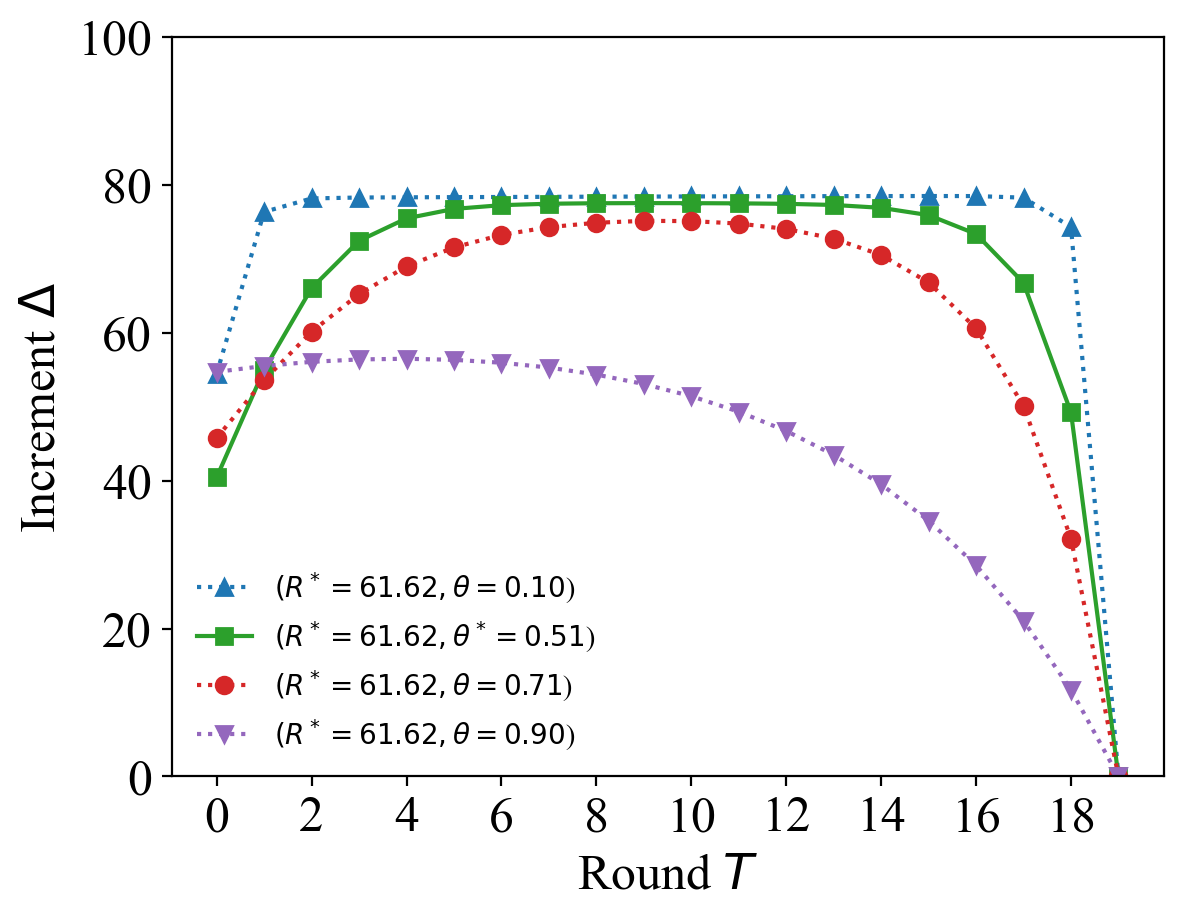 100
80
60
40
20
0
Increment Δ
(R* = 61.62, θ = 0.10)
(R* = 61.62, θ* = 0.51)
(R* = 61.62, θ = 0.71)
(R* = 61.62, θ = 0.90)
0 2 4 6 8 10 12 14 16 18
Round T